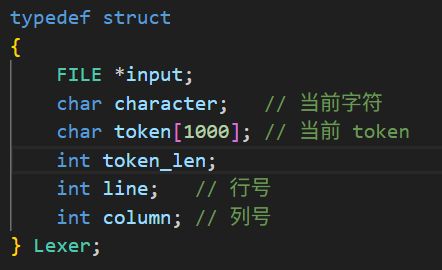 typedef struct
{
    FILE *input;
    char character;   // 当前字符
    char token[1000]; // 当前 token
    int token_len;
    int line;   // 行号
    int column; // 列号
} Lexer;